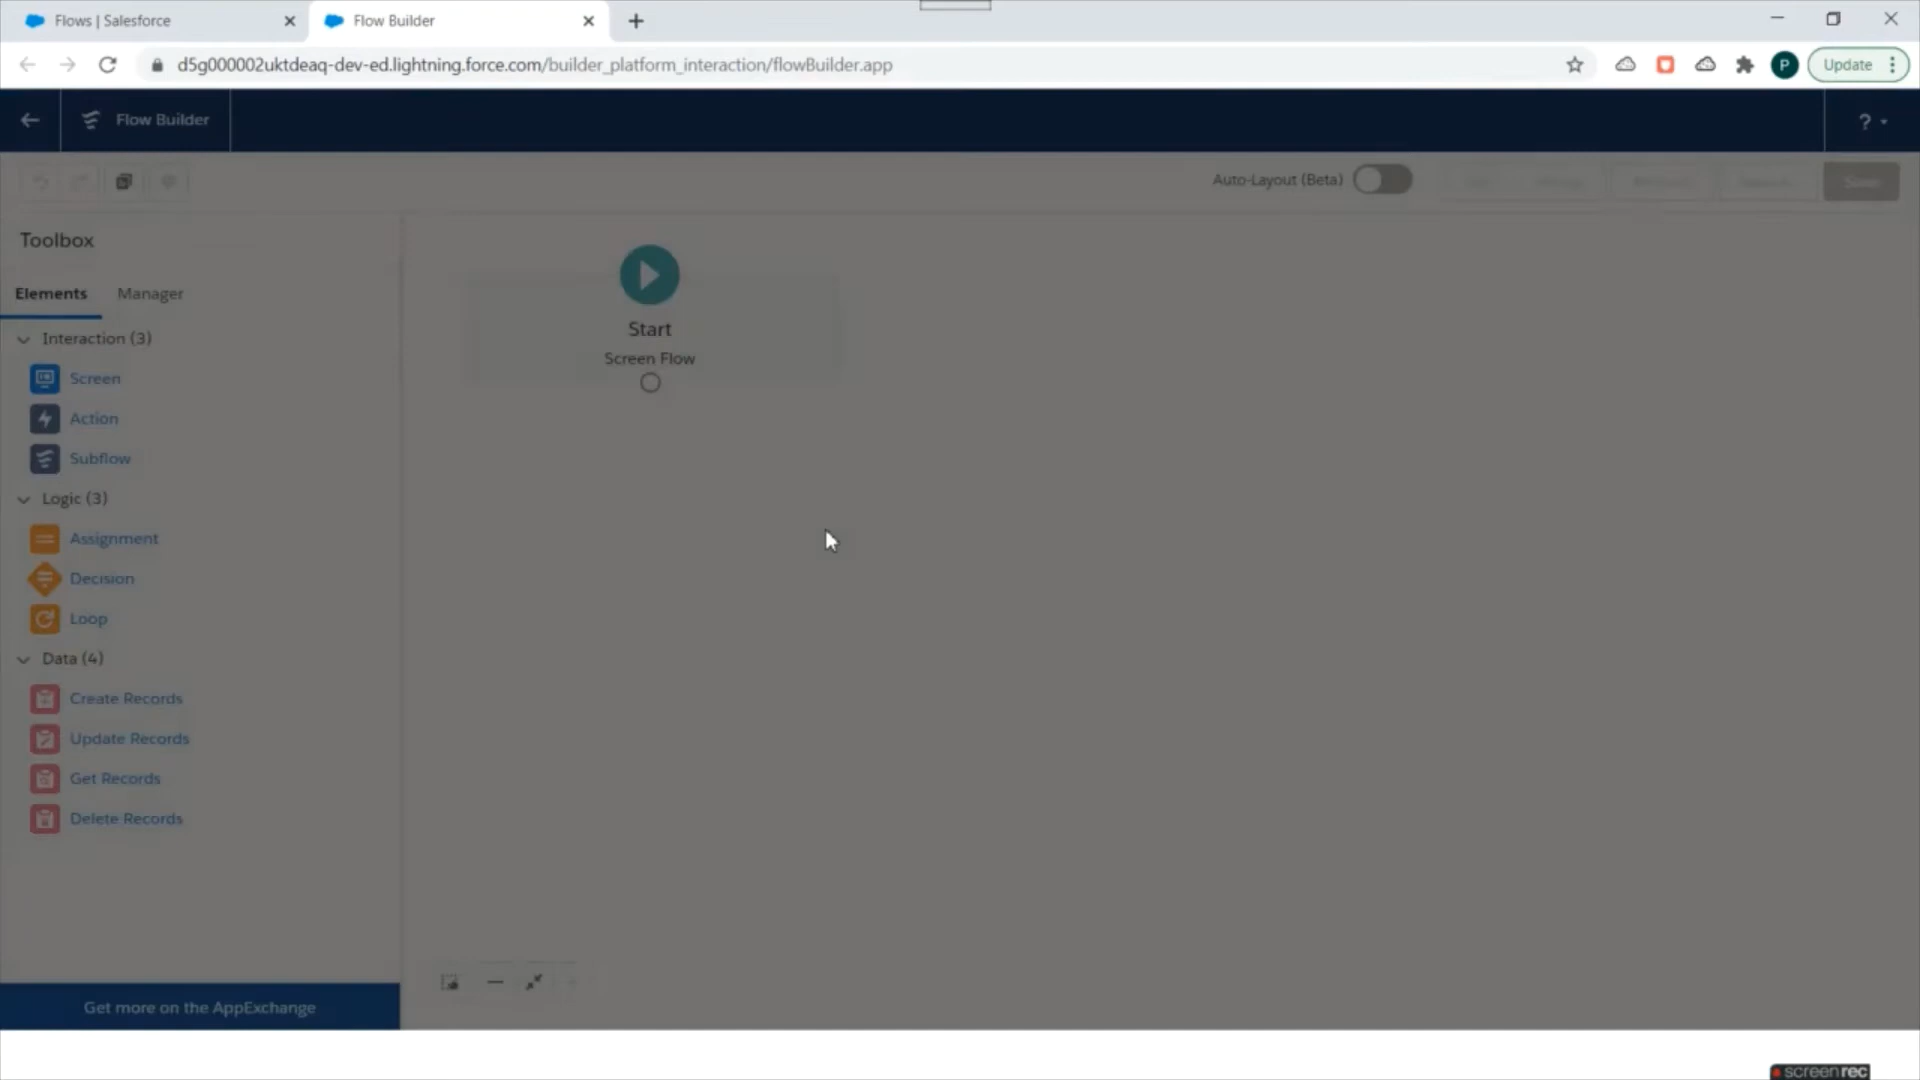 Flows | Salesforce
Flow Builder
d5g000002uktdeaq-dev-ed.lightning.force.com/builder_platform_interaction/flowBuilder.app
P
Update
Flow Builder
?
Auto-Layout (Beta)
Save
Toolbox
Elements
Manager
Interaction (3)
Screen
Action
Subflow
Logic (3)
Assignment
Decision
Loop
Data (4)
Create Records
Update Records
Get Records
Delete Records
Start
Screen Flow
Get more on the AppExchange
screenrec